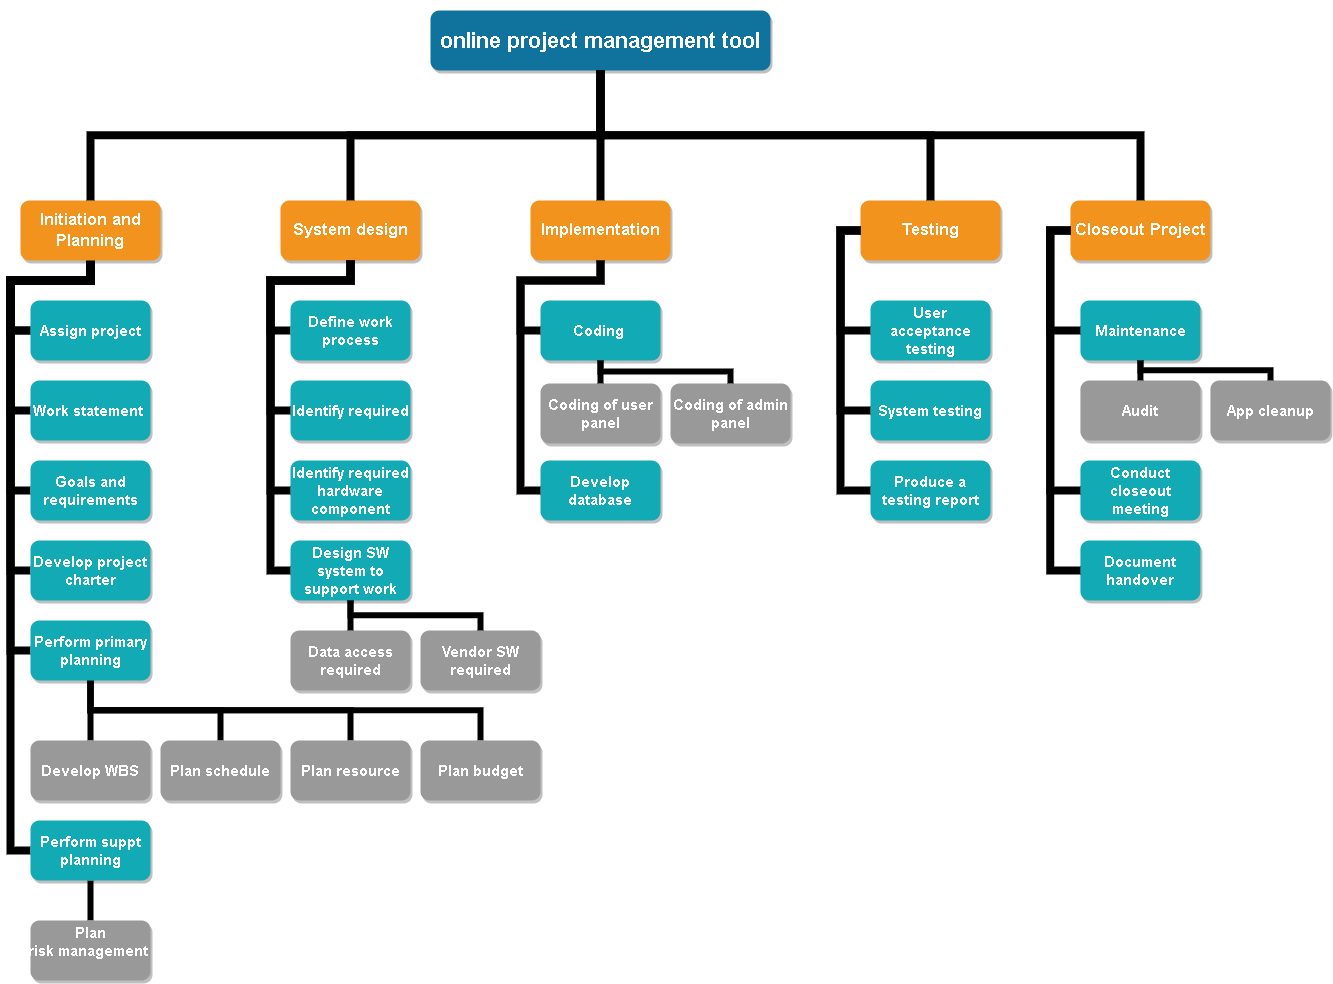 online project management tool
Initiation and
Planning
System design
Implementation
Testing
Closeout Project
Assign project
Work statement
Goals and
requirements
Develop project
charter
Perform primary
planning
Develop WBS
Plan schedule
Plan resource
Plan budget
Perform suppt
planning
Plan
risk management
Define work
process
Identify required
Identify required
hardware
component
Design SW
system to
support work
Data access
required
Vendor SW
required
Coding
Coding of user
panel
Coding of admin
panel
Develop
database
User
acceptance
testing
System testing
Produce a
testing report
Maintenance
Audit
App cleanup
Conduct
closeout
meeting
Document
handover